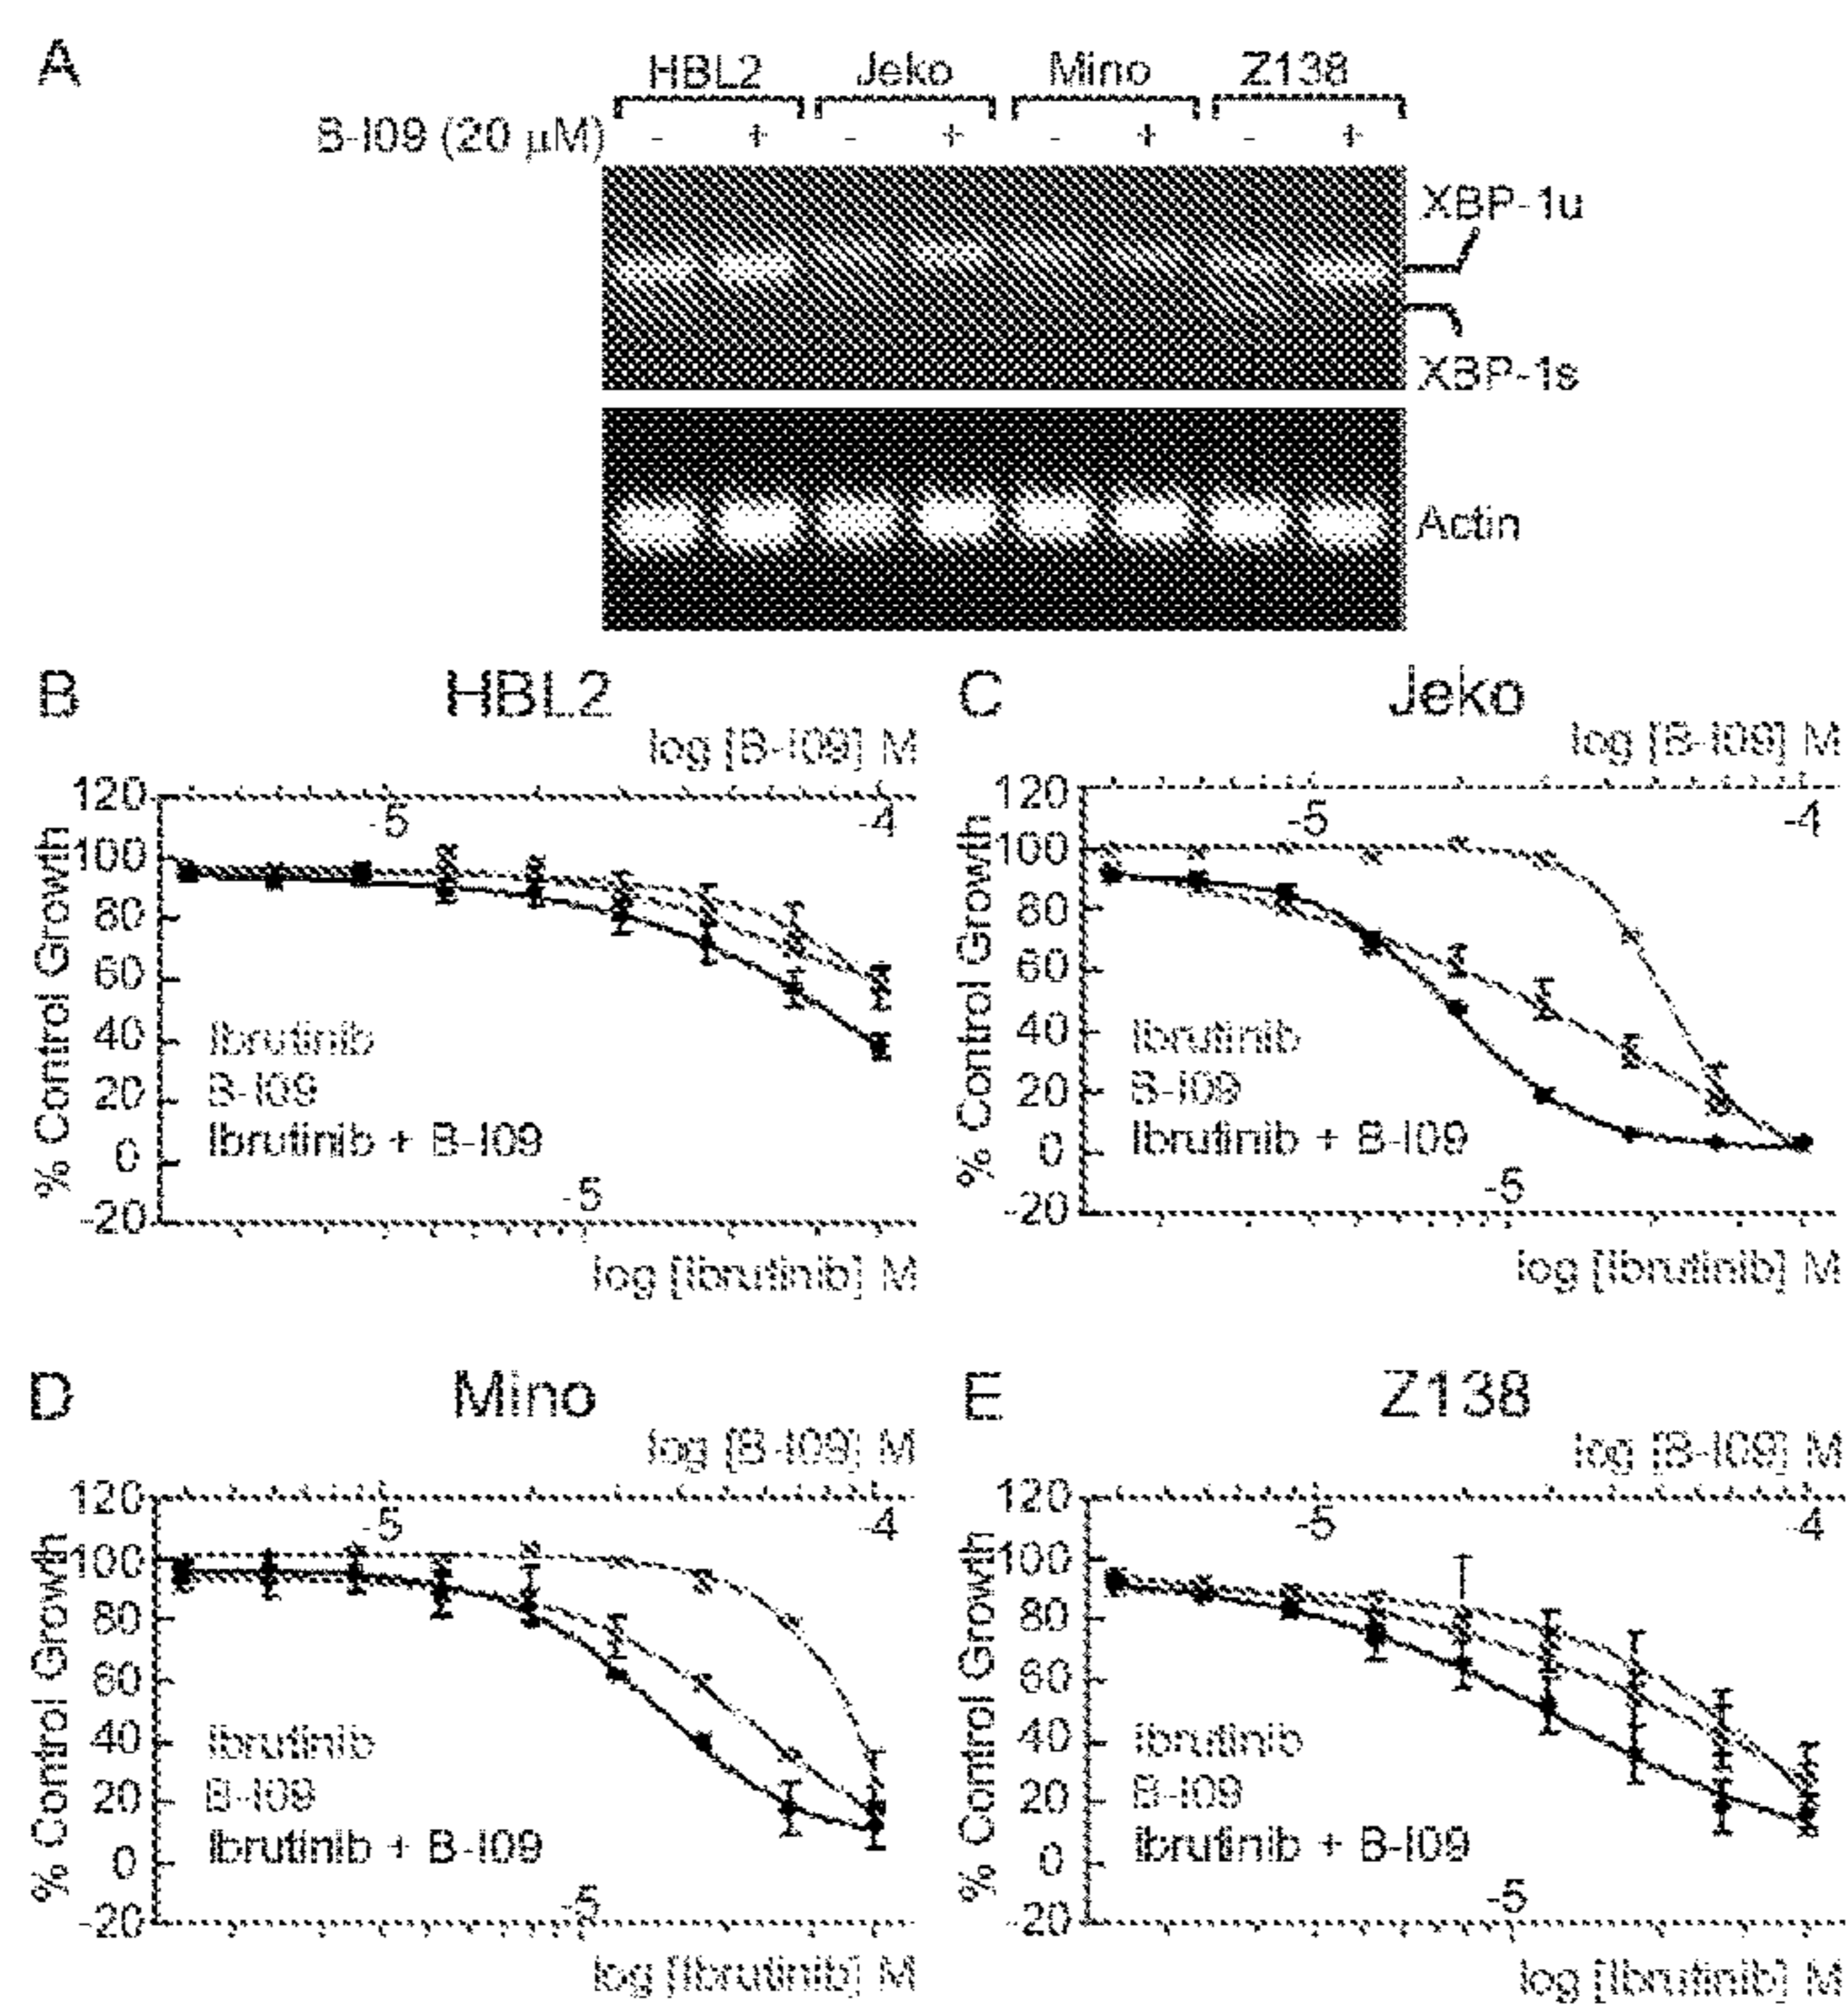 A
HBL2 Jeko Mino Z138
B-I09 (20 μM) - + - + - + - +
XBP-1u
XBP-1s
Actin
B HBL2
log [B-I09] M
120 -5 -4
100
80
60
40
20
0
-20
% Control Growth
Ibrutinib
B-I09
Ibrutinib + B-I09
-5
log [Ibrutinib] M
C Jeko
log [B-I09] M
120 -5 -4
100
80
60
40
20
0
-20
% Control Growth
Ibrutinib
B-I09
Ibrutinib + B-I09
-5
log [Ibrutinib] M
D Mino
log [B-I09] M
120 -5 -4
100
80
60
40
20
0
-20
% Control Growth
Ibrutinib
B-I09
Ibrutinib + B-I09
-5
log [Ibrutinib] M
E Z138
log [B-I09] M
120 -5 -4
100
80
60
40
20
0
-20
% Control Growth
Ibrutinib
B-I09
Ibrutinib + B-I09
-5
log [Ibrutinib] M